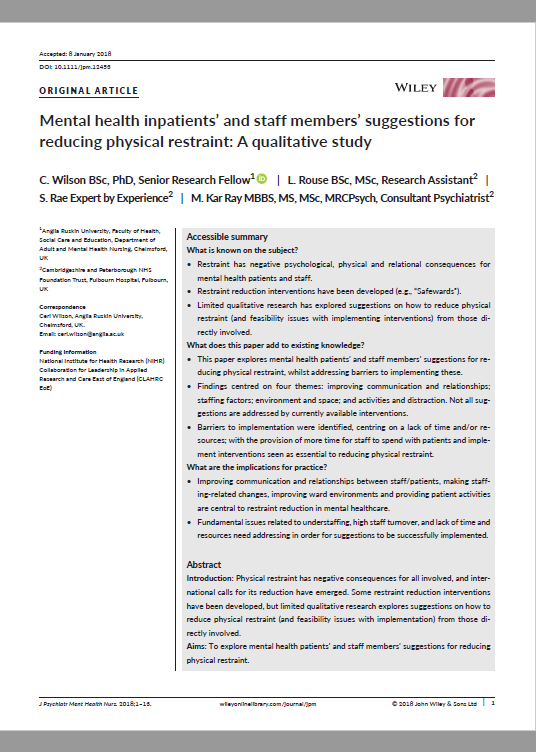 Accepted: 8 January 2018
DOI: 10.1111/jpm.12456
ORIGINAL ARTICLE
WILEY
Mental health inpatients' and staff members' suggestions for
reducing physical restraint: A qualitative study
C. Wilson BSc, PhD, Senior Research Fellow1 iD | L. Rouse BSc, MSc, Research Assistant2 |
S. Rae Expert by Experience2 | M. Kar Ray MBBS, MS, MSc, MRCPsych, Consultant Psychiatrist2
1Anglia Ruskin University, Faculty of Health,
Social Care and Education, Department of
Adult and Mental Health Nursing, Chelmsford,
UK
2Cambridgeshire and Peterborough NHS
Foundation Trust, Fulbourn Hospital, Fulbourn,
UK
Correspondence
Ceri Wilson, Anglia Ruskin University,
Chelmsford, UK.
Email: ceri.wilson@anglia.ac.uk
Funding information
National Institute for Health Research (NIHR)
Collaboration for Leadership in Applied
Research and Care East of England (CLAHRC
EoE)
Accessible summary
What is known on the subject?
• Restraint has negative psychological, physical and relational consequences for
mental health patients and staff.
• Restraint reduction interventions have been developed (e.g., "Safewards").
• Limited qualitative research has explored suggestions on how to reduce physical
restraint (and feasibility issues with implementing interventions) from those di-
rectly involved.
What does this paper add to existing knowledge?
• This paper explores mental health patients' and staff members' suggestions for re-
ducing physical restraint, whilst addressing barriers to implementing these.
• Findings centred on four themes: improving communication and relationships;
staffing factors; environment and space; and activities and distraction. Not all sug-
gestions are addressed by currently available interventions.
• Barriers to implementation were identified, centring on a lack of time and/or re-
sources; with the provision of more time for staff to spend with patients and imple-
ment interventions seen as essential to reducing physical restraint.
What are the implications for practice?
• Improving communication and relationships between staff/patients, making staff-
ing-related changes, improving ward environments and providing patient activities
are central to restraint reduction in mental healthcare.
• Fundamental issues related to understaffing, high staff turnover, and lack of time and
resources need addressing in order for suggestions to be successfully implemented.
Abstract
Introduction: Physical restraint has negative consequences for all involved, and inter-
national calls for its reduction have emerged. Some restraint reduction interventions
have been developed, but limited qualitative research explores suggestions on how to
reduce physical restraint (and feasibility issues with implementation) from those di-
rectly involved.
Aims: To explore mental health patients' and staff members' suggestions for reducing
physical restraint.
J Psychiatr Ment Health Nurs. 2018;1–16.
wileyonlinelibrary.com/journal/jpm
© 2018 John Wiley & Sons Ltd | 1